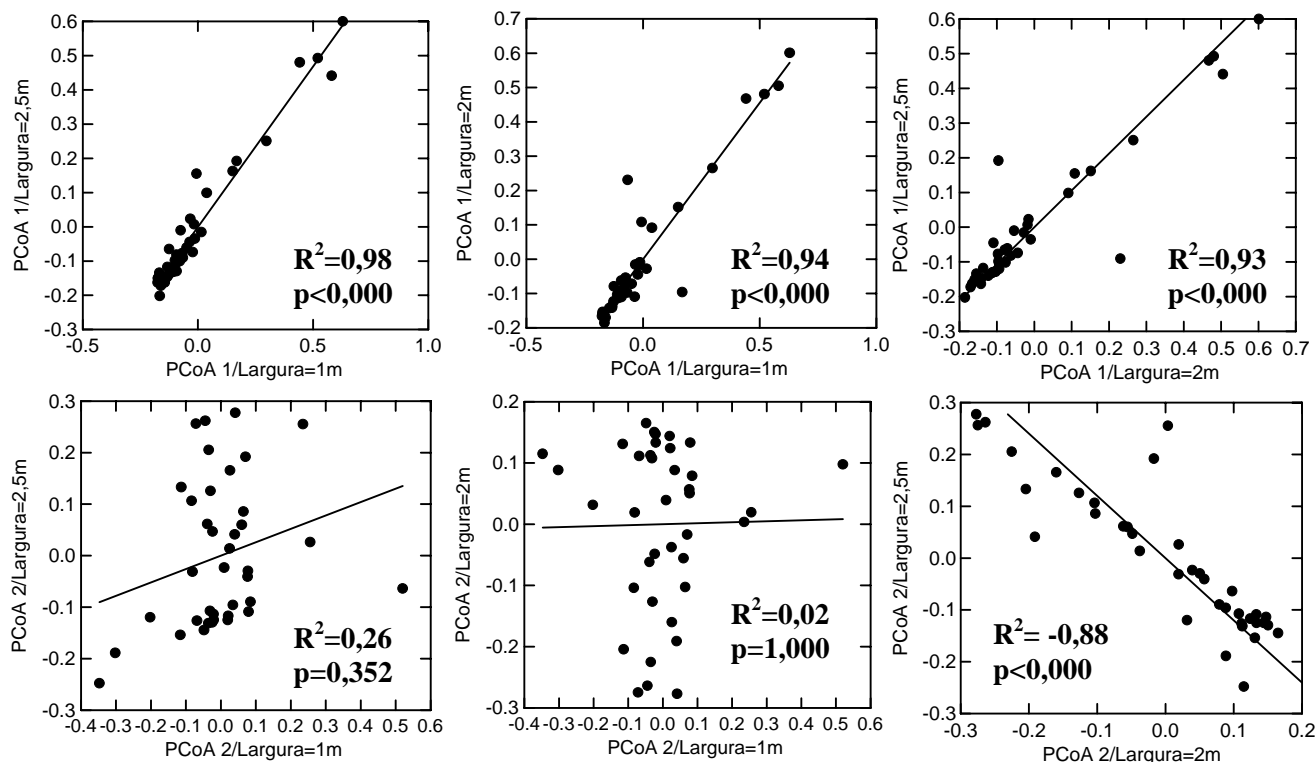 0.6
0.5
0.4
0.3
0.2
0.1
0.0
-0.1
-0.2
-0.3
PCoA 1/Largura=2,5m
R²=0,98
p<0,000
-0.5 0.0 0.5 1.0
PCoA 1/Largura=1m
0.7
0.6
0.5
0.4
0.3
0.2
0.1
0.0
-0.1
-0.2
PCoA 1/Largura=2m
R²=0,94
p<0,000
-0.5 0.0 0.5 1.0
PCoA 1/Largura=1m
0.6
0.5
0.4
0.3
0.2
0.1
0.0
-0.1
-0.2
-0.3
PCoA 1/Largura=2,5m
R²=0,93
p<0,000
-0.2 -0.1 0.0 0.1 0.2 0.3 0.4 0.5 0.6 0.7
PCoA 1/Largura=2m
0.3
0.2
0.1
0.0
-0.1
-0.2
-0.3
PCoA 2/Largura=2,5m
R²=0,26
p=0,352
-0.4 -0.3 -0.2 -0.1 0.0 0.1 0.2 0.3 0.4 0.5 0.6
PCoA 2/Largura=1m
0.2
0.1
0.0
-0.1
-0.2
-0.3
PCoA 2/Largura=2m
R²=0,02
p=1,000
-0.4 -0.3 -0.2 -0.1 0.0 0.1 0.2 0.3 0.4 0.5 0.6
PCoA 2/Largura=1m
0.3
0.2
0.1
0.0
-0.1
-0.2
-0.3
PCoA 2/Largura=2,5m
R²= -0,88
p<0,000
-0.3 -0.2 -0.1 -0.0 0.1 0.2
PCoA 2/Largura=2m